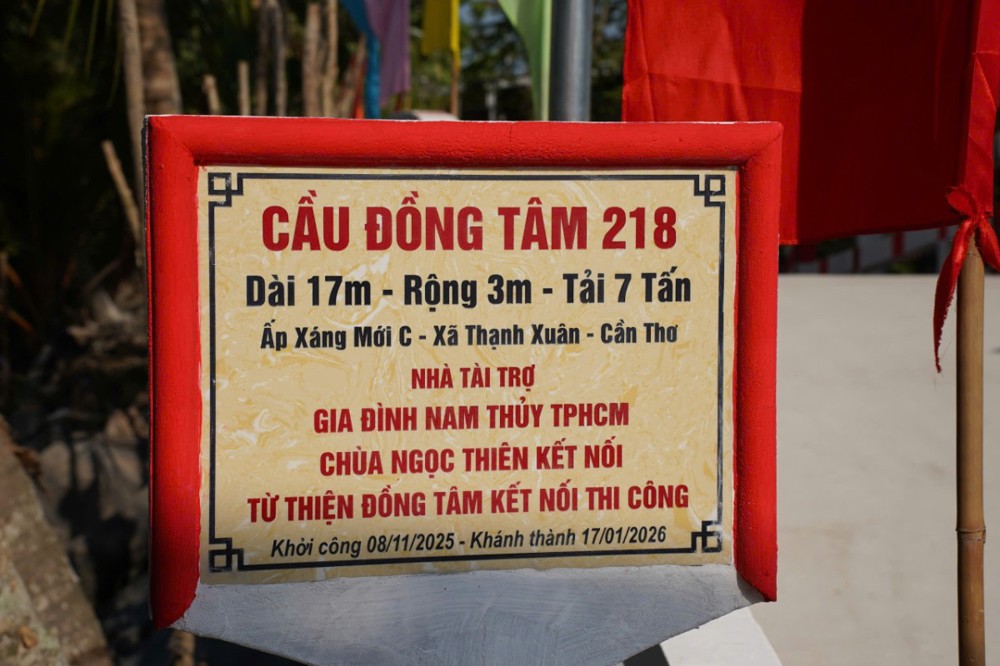 CẦU ĐỒNG TÂM 218
Dài 17m - Rộng 3m - Tải 7 Tấn
Ấp Xáng Mới C - Xã Thạnh Xuân - Cần Thơ
NHÀ TÀI TRỢ
GIA ĐÌNH NAM THỦY TPHCM
CHÙA NGỌC THIÊN KẾT NỐI
TỪ THIỆN ĐỒNG TÂM KẾT NỐI THI CÔNG
Khởi công 08/11/2025 - Khánh thành 17/01/2026